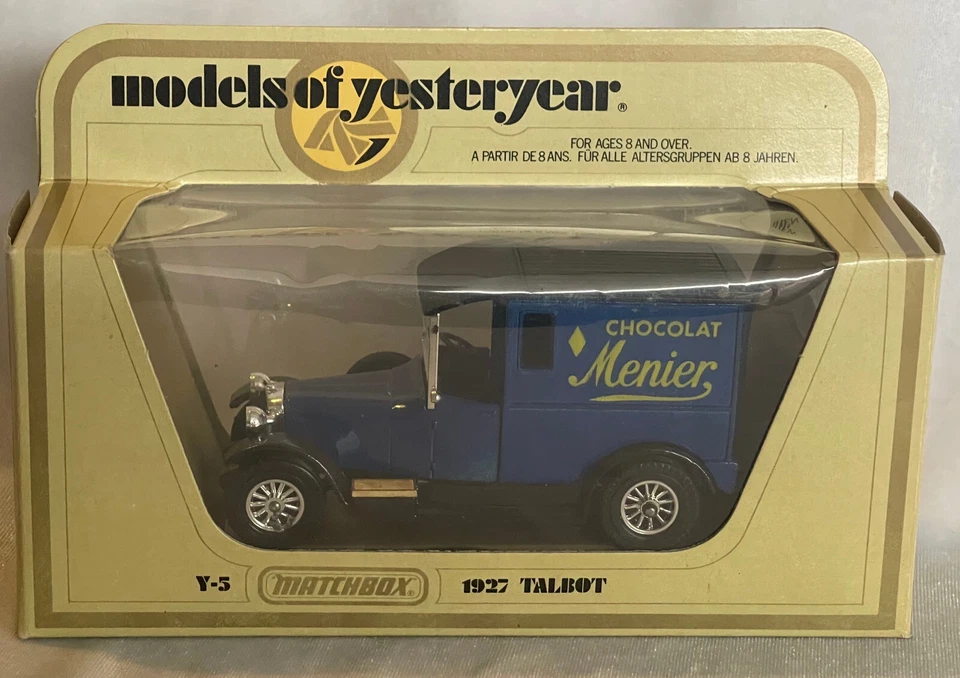 models of yesteryear®
FOR AGES 8 AND OVER.
A PARTIR DE 8 ANS. FÜR ALLE ALTERSGRUPPEN AB 8 JAHREN.
CHOCOLAT
Menier
Y-5 MATCHBOX® 1927 TALBOT